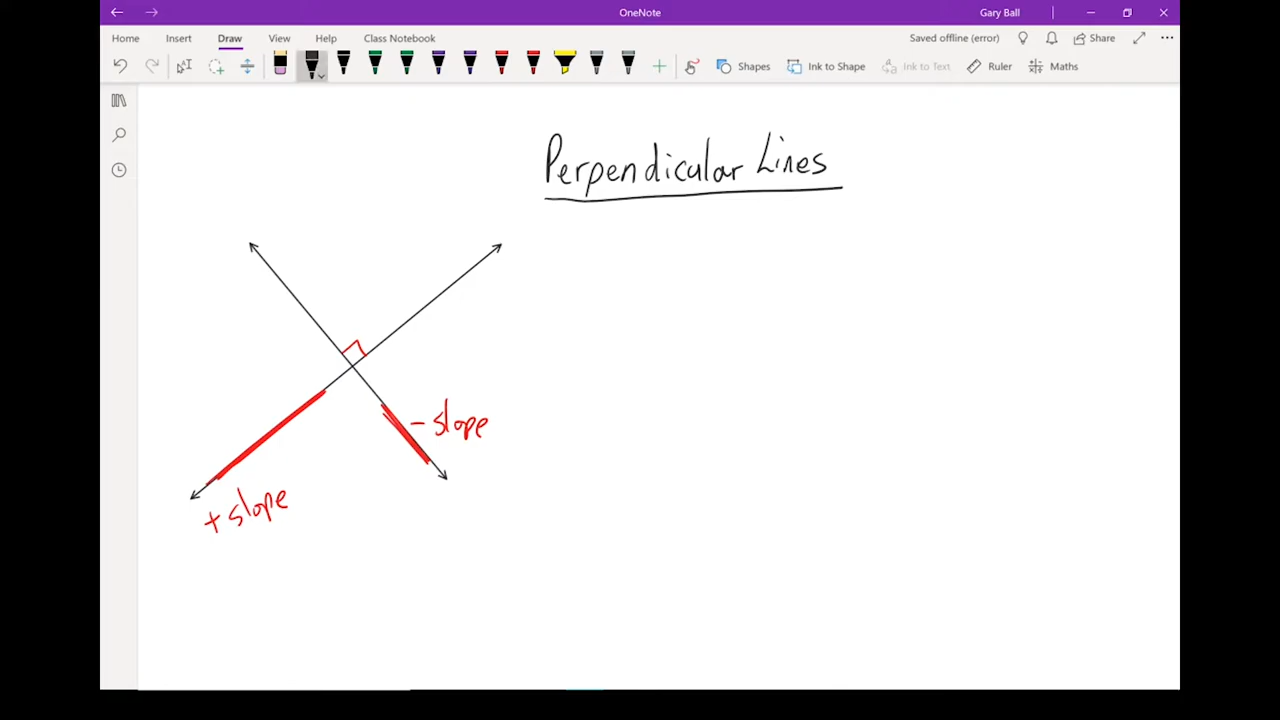 OneNote
Gary Ball
Home Insert Draw View Help Class Notebook
Saved offline (error) Share
Shapes Ink to Shape Ink to Text Ruler Maths
Perpendicular Lines
- slope
+ slope